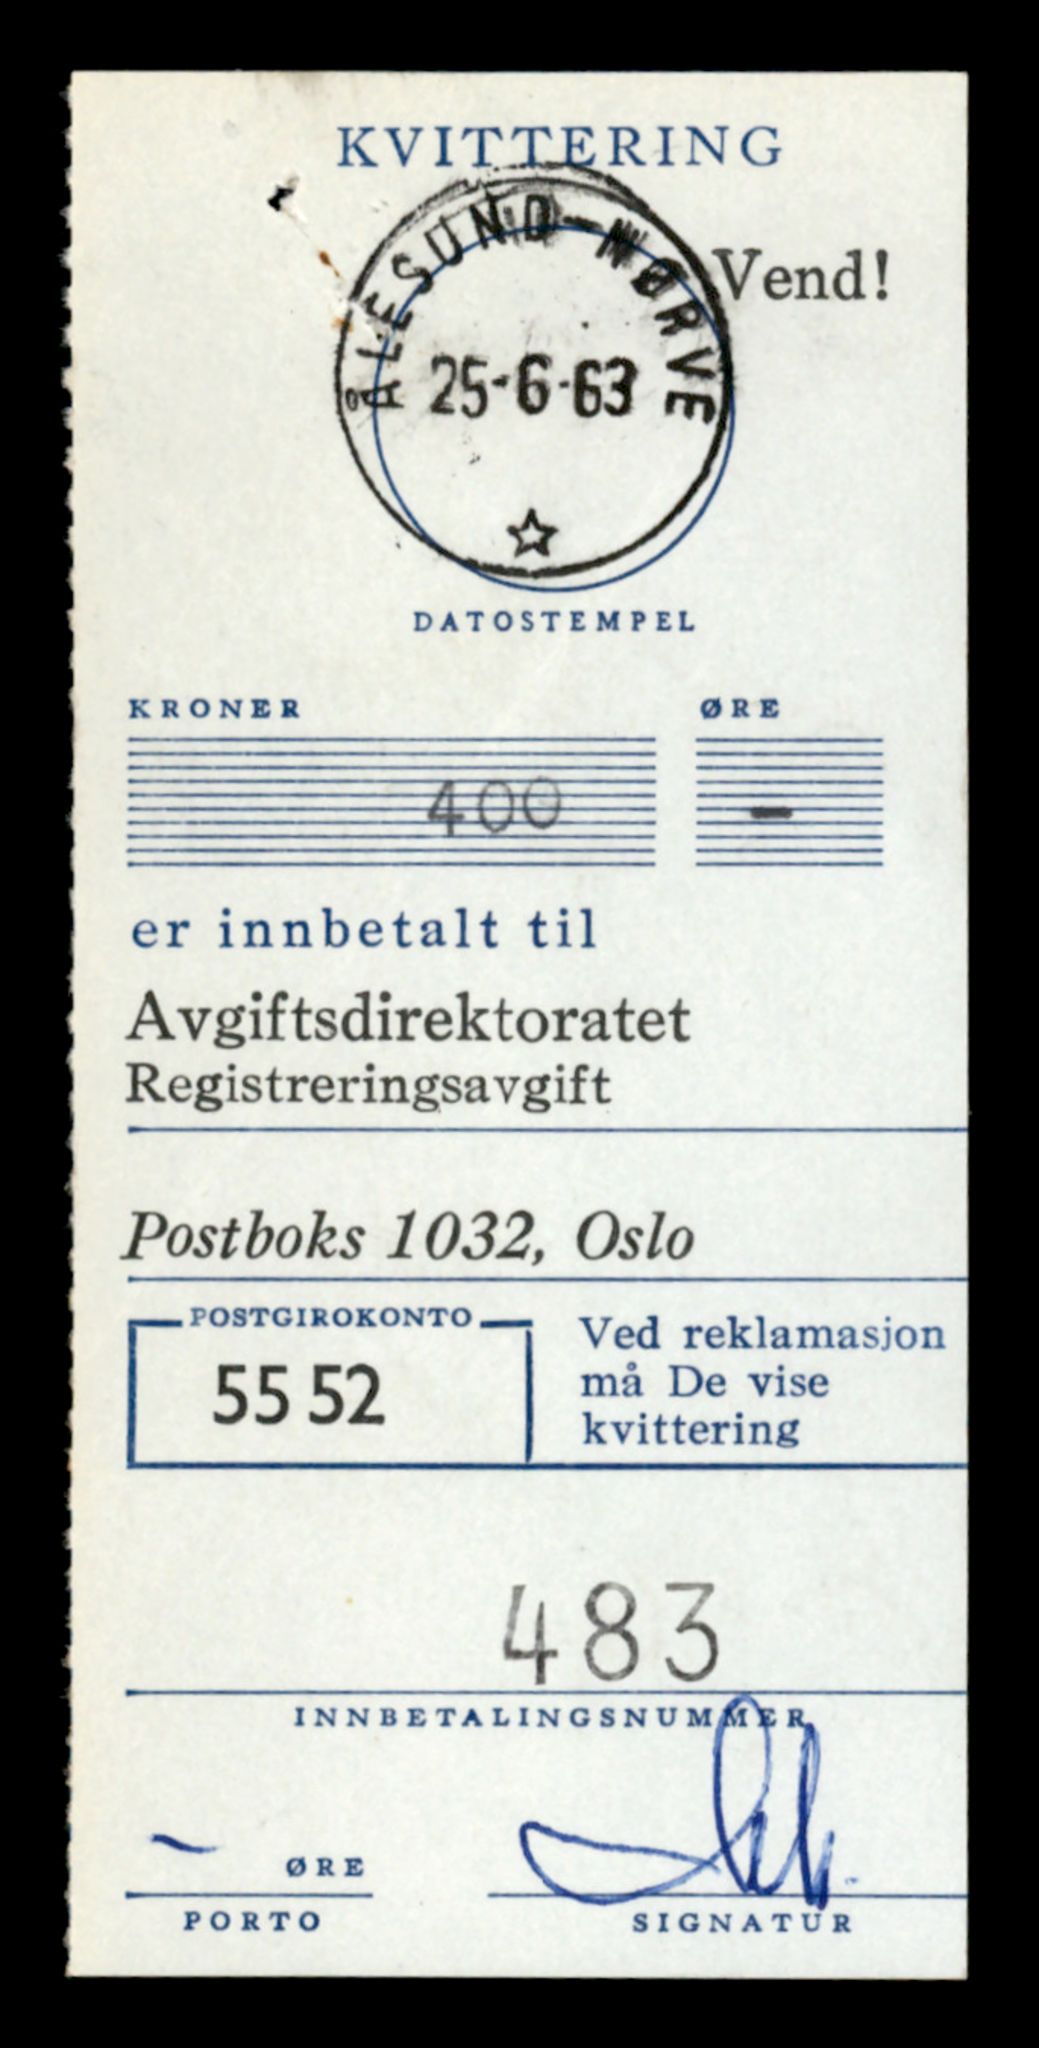 KVITTERING
Vend!
ÅLESUND-NØRVE
25-6-63
DATOSTEMPEL
KRONER ØRE
400 -
er innbetalt til
Avgiftsdirektoratet
Registreringsavgift
Postboks 1032, Oslo
POSTGIROKONTO
55 52
Ved reklamasjon
må De vise
kvittering
483
INNBETALINGSNUMMER
- ØRE
PORTO
SIGNATUR